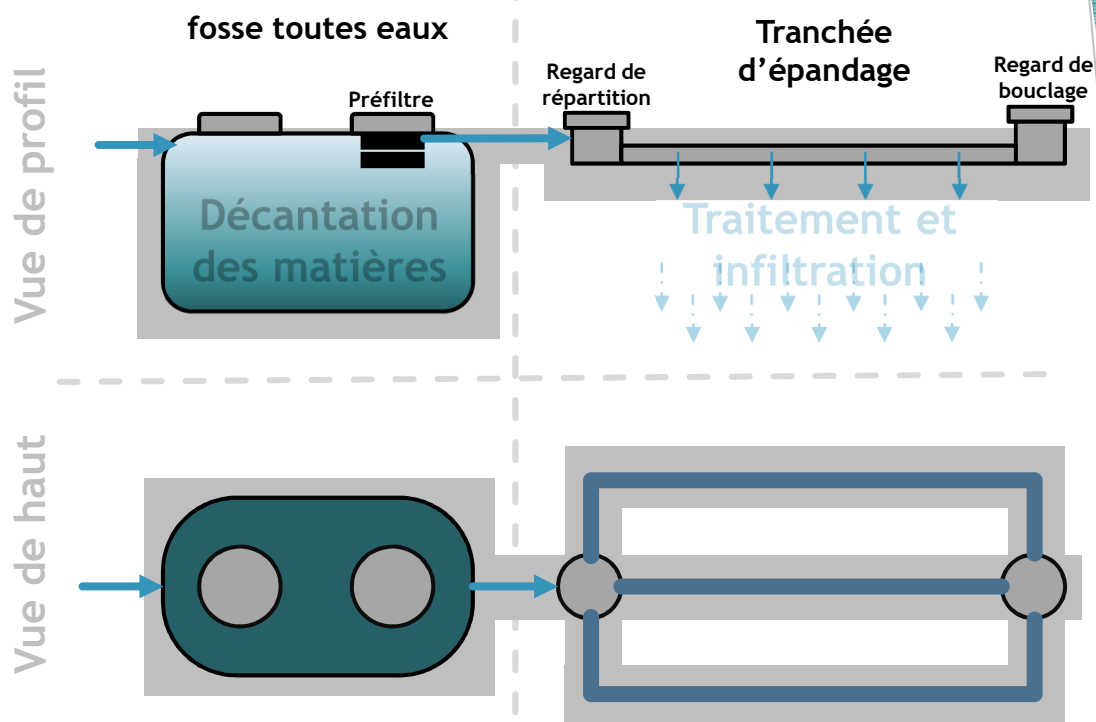 fosse toutes eaux
Tranchée
d'épandage
Vue de profil
Préfiltre
Regard de
répartition
Regard de
bouclage
Décantation
des matières
Traitement et
infiltration
Vue de haut